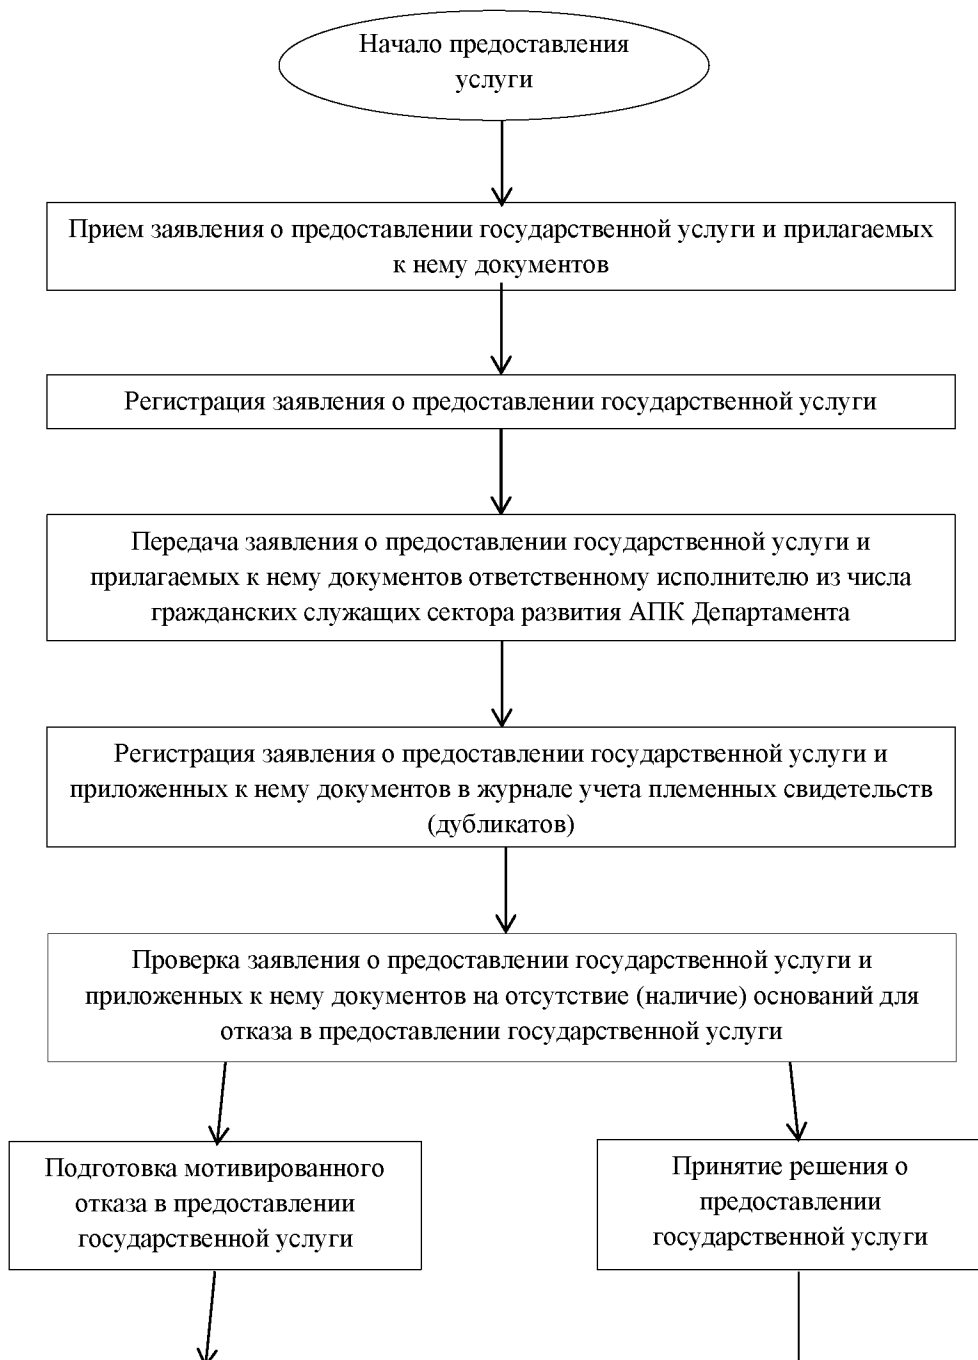 Начало предоставления
услуги
Прием заявления о предоставлении государственной услуги и прилагаемых
к нему документов
Регистрация заявления о предоставлении государственной услуги
Передача заявления о предоставлении государственной услуги и
прилагаемых к нему документов ответственному исполнителю из числа
гражданских служащих сектора развития АПК Департамента
Регистрация заявления о предоставлении государственной услуги и
приложенных к нему документов в журнале учета племенных свидетельств
(дубликатов)
Проверка заявления о предоставлении государственной услуги и
приложенных к нему документов на отсутствие (наличие) оснований для
отказа в предоставлении государственной услуги
Подготовка мотивированного
отказа в предоставлении
государственной услуги
Принятие решения о
предоставлении
государственной услуги